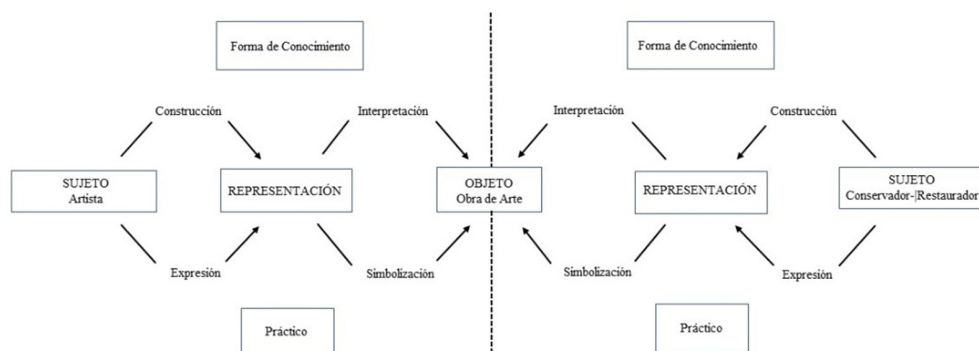 Forma de Conocimiento
Forma de Conocimiento
Construcción
Interpretación
Interpretación
Construcción
SUJETO
Artista
REPRESENTACIÓN
OBJETO
Obra de Arte
REPRESENTACIÓN
SUJETO
Conservador-|Restaurador
Expresión
Simbolización
Simbolización
Expresión
Práctico
Práctico